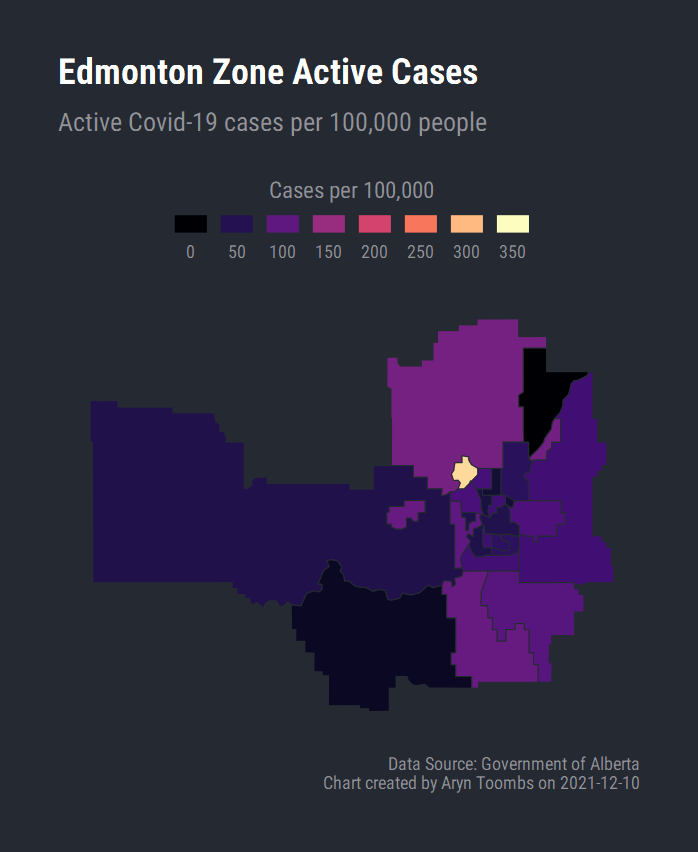 Edmonton Zone Active Cases
Active Covid-19 cases per 100,000 people
Cases per 100,000
0 50 100 150 200 250 300 350
Data Source: Government of Alberta
Chart created by Aryn Toombs on 2021-12-10